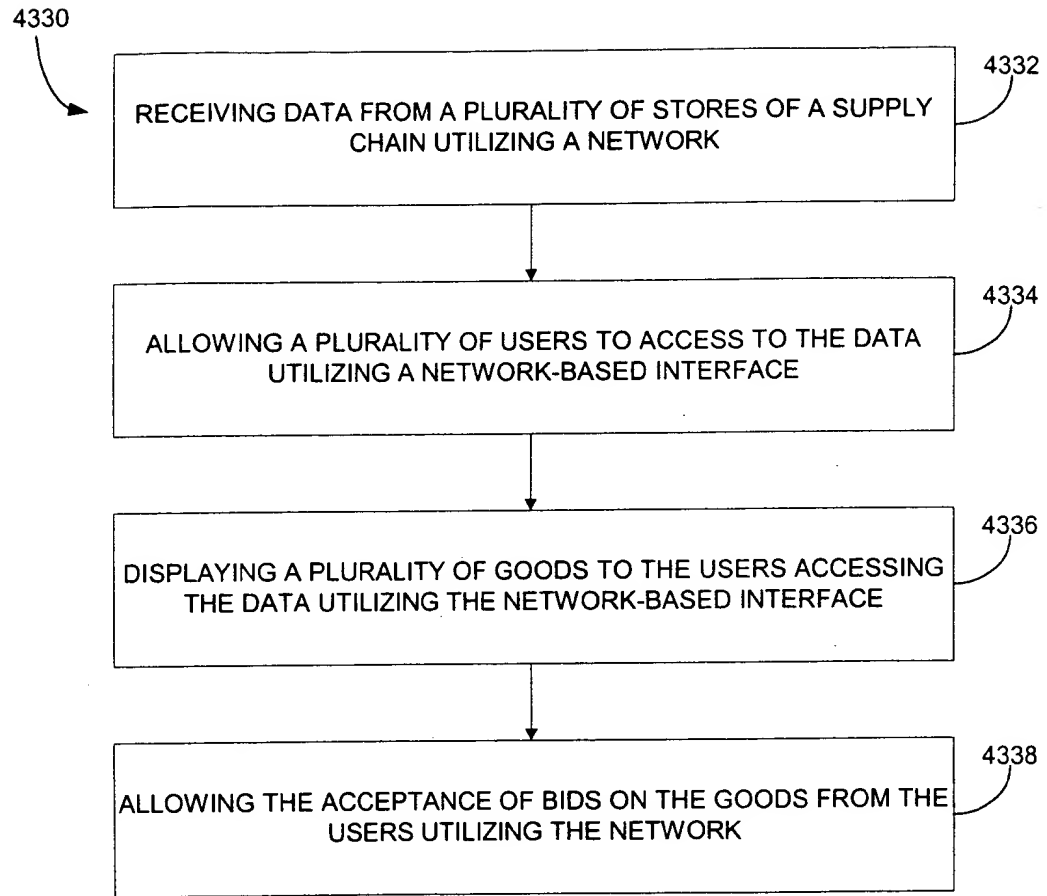 4330
4332
RECEIVING DATA FROM A PLURALITY OF STORES OF A SUPPLY
CHAIN UTILIZING A NETWORK
4334
ALLOWING A PLURALITY OF USERS TO ACCESS TO THE DATA
UTILIZING A NETWORK-BASED INTERFACE
4336
DISPLAYING A PLURALITY OF GOODS TO THE USERS ACCESSING
THE DATA UTILIZING THE NETWORK-BASED INTERFACE
4338
ALLOWING THE ACCEPTANCE OF BIDS ON THE GOODS FROM THE
USERS UTILIZING THE NETWORK